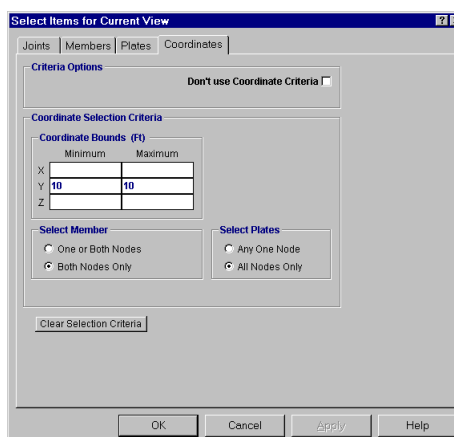 Select Items for Current View ?
Joints Members Plates Coordinates
Criteria Options
Don't use Coordinate Criteria
Coordinate Selection Criteria
Coordinate Bounds (Ft)
Minimum Maximum
X
Y 10 10
Z
Select Member Select Plates
One or Both Nodes Any One Node
Both Nodes Only All Nodes Only
Clear Selection Criteria
OK Cancel Apply Help